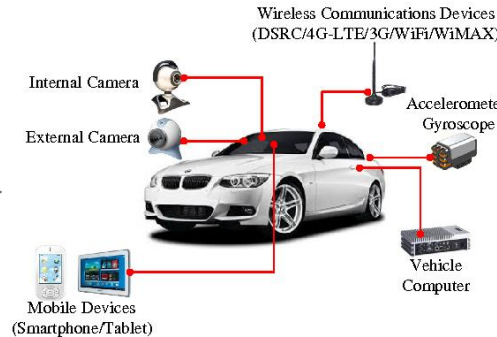 Wireless Communications Devices
(DSRC/4G-LTE/3G/WiFi/WiMAX)
Internal Camera
External Camera
Acceleromete
Gyroscope
Vehicle
Computer
Mobile Devices
(Smartphone/Tablet)